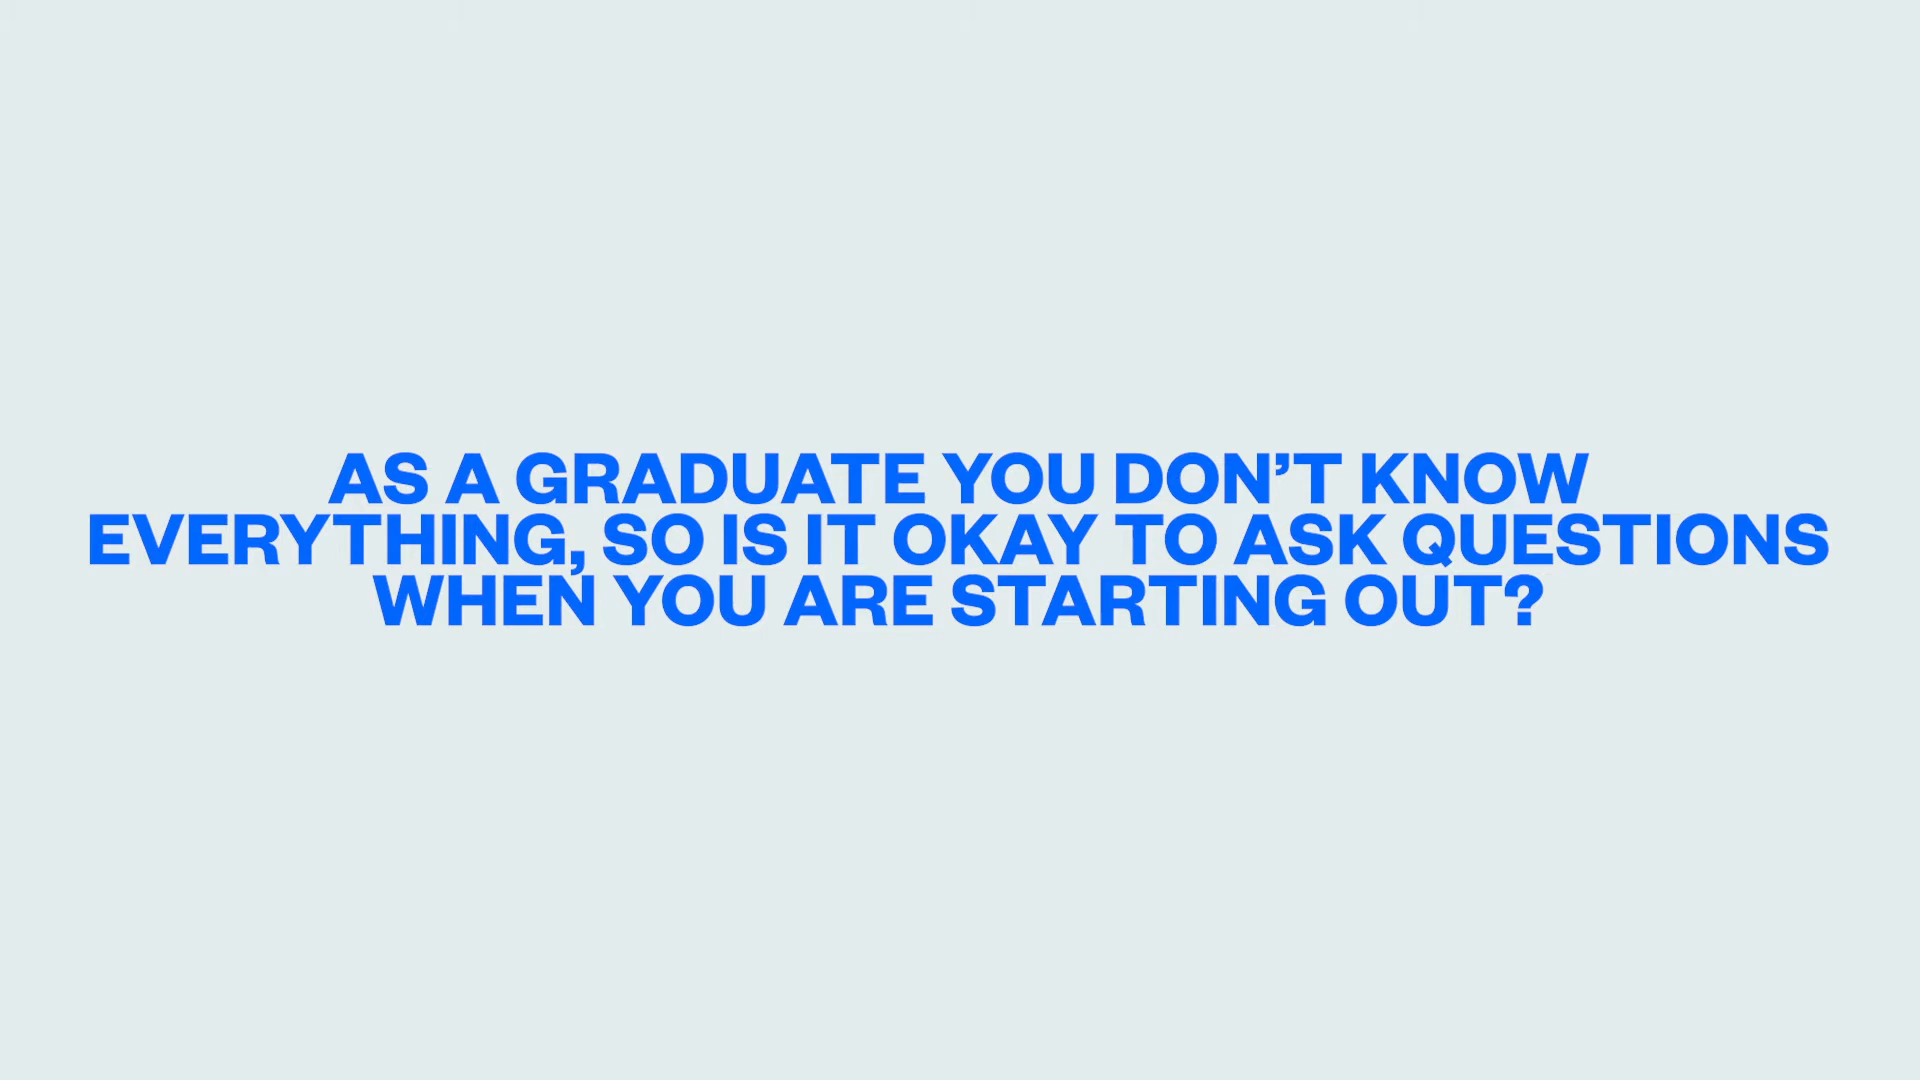 AS A GRADUATE YOU DON’T KNOW
EVERYTHING, SO IS IT OKAY TO ASK QUESTIONS
WHEN YOU ARE STARTING OUT?